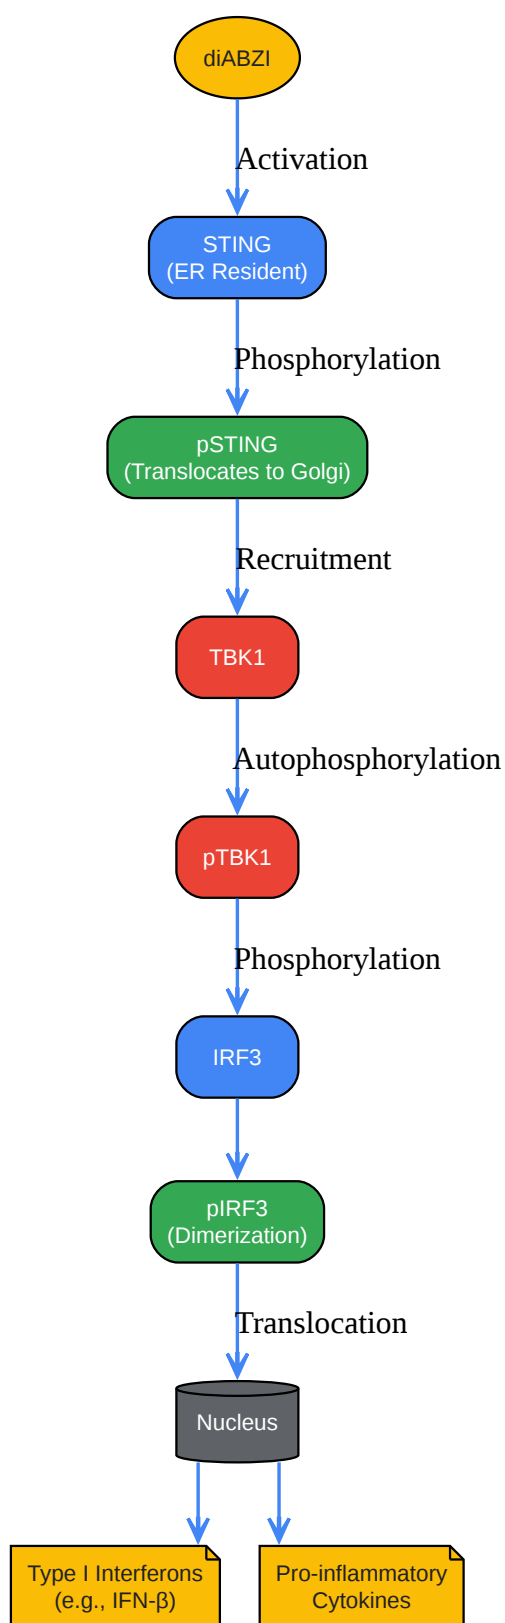 diABZI
Activation
STING
(ER Resident)
Phosphorylation
pSTING
(Translocates to Golgi)
Recruitment
TBK1
Autophosphorylation
pTBK1
Phosphorylation
IRF3
pIRF3
(Dimerization)
Translocation
Nucleus
Type I Interferons
(e.g., IFN-β)
Pro-inflammatory
Cytokines